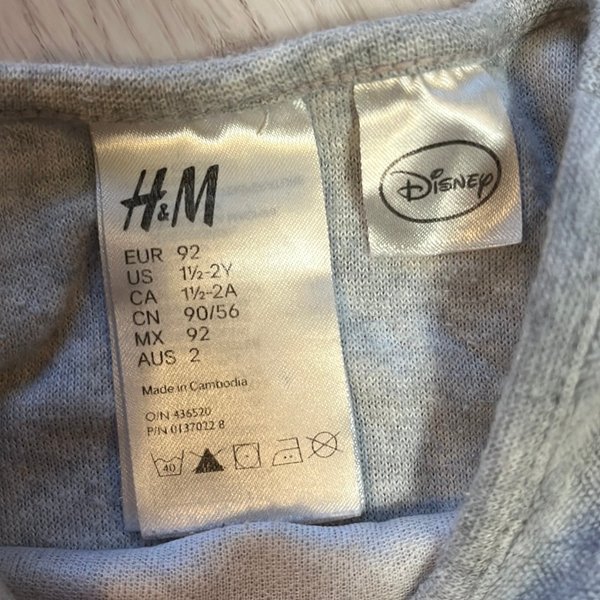 H&M
EUR 92
US 1½-2Y
CA 1½-2A
CN 90/56
MX 92
AUS 2
Made in Cambodia
O/N 436520
P/N 0137022 8
40
Disney